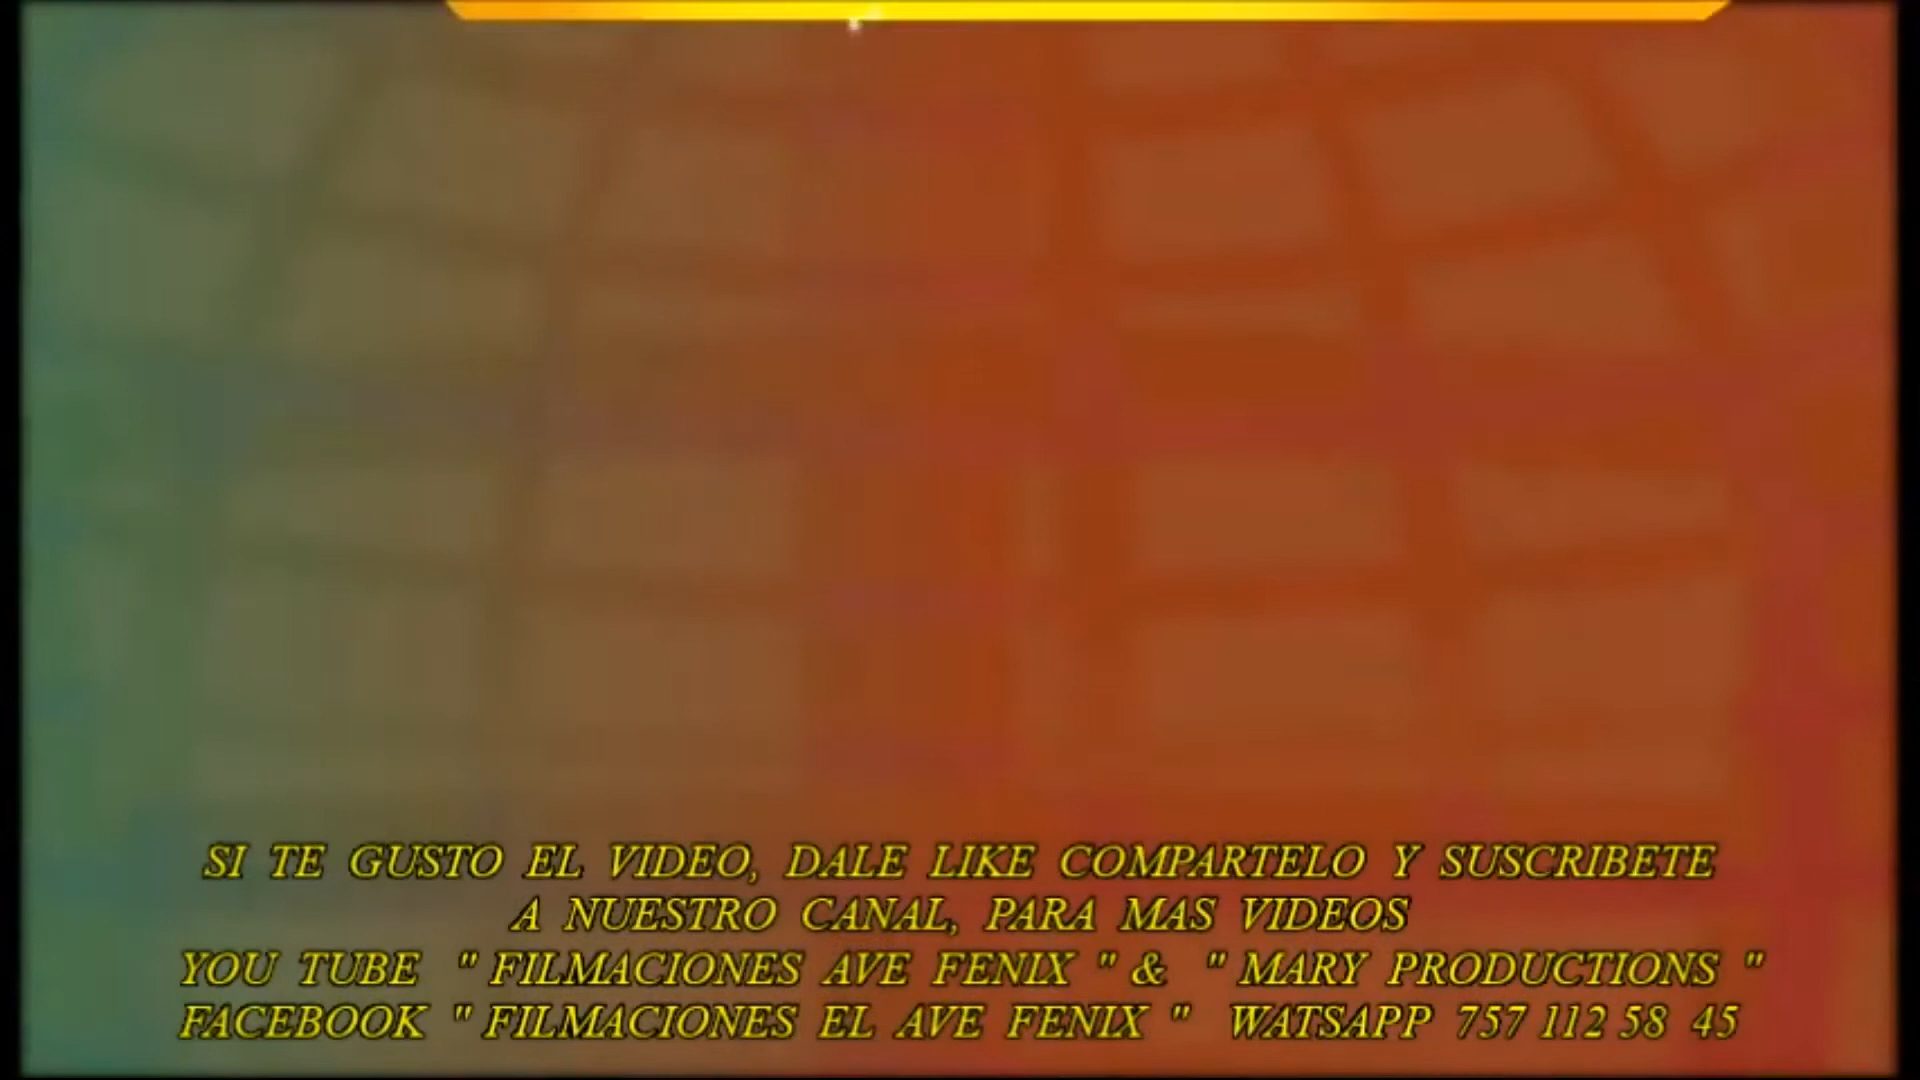 SI TE GUSTO EL VIDEO, DALE LIKE COMPARTELO Y SUSCRIBETE
A NUESTRO CANAL, PARA MAS VIDEOS
YOU TUBE " FILMACIONES AVE FENIX " & " MARY PRODUCTIONS "
FACEBOOK " FILMACIONES EL AVE FENIX " WATSAPP 757 112 58 45